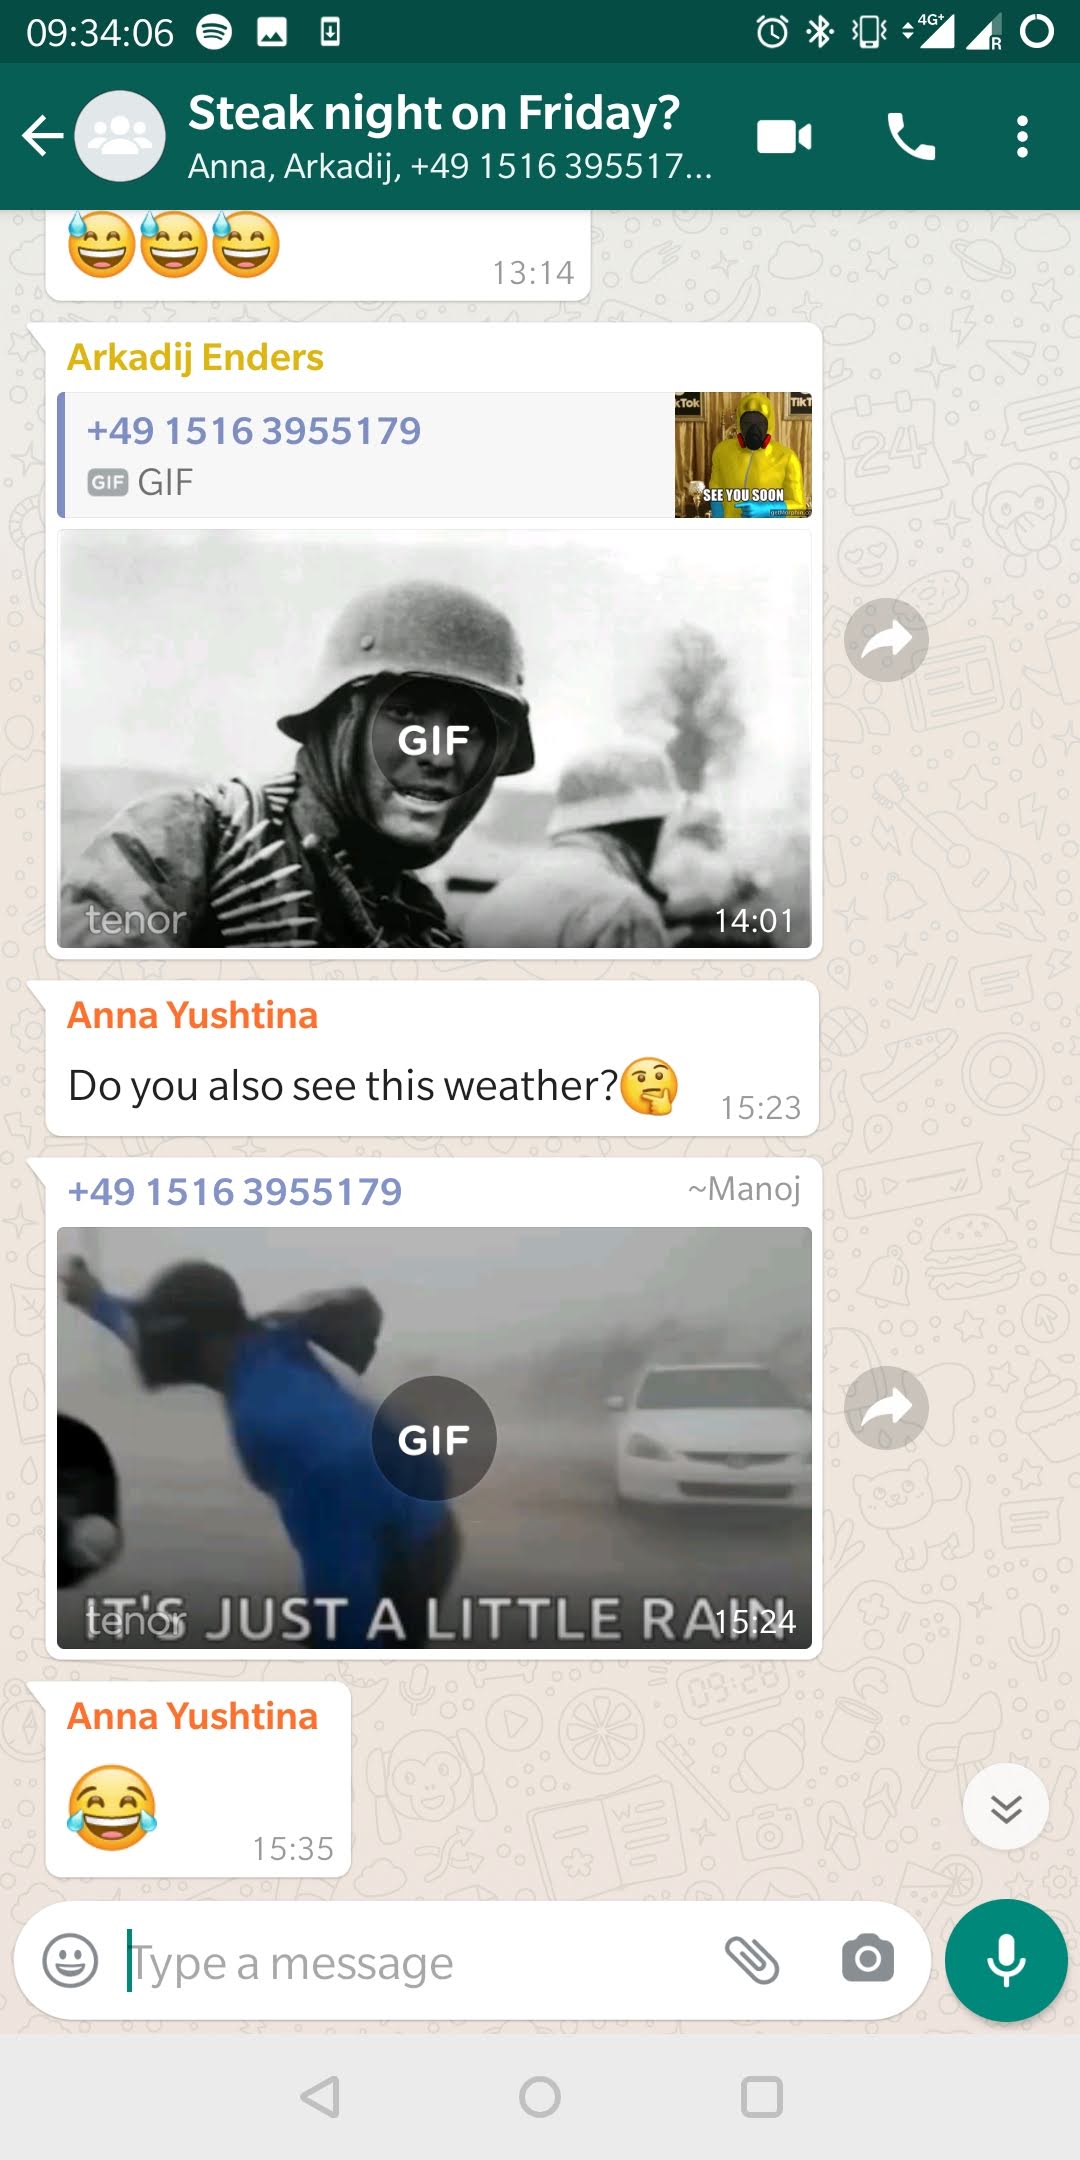 09:34:06
4G+
R
Steak night on Friday?
Anna, Arkadij, +49 1516 395517...
😅😅😅
13:14
Arkadij Enders
+49 1516 3955179
GIF GIF
kTok
TikT
SEE YOU SOON
GIF
tenor
14:01
Anna Yushtina
Do you also see this weather?🤔
15:23
+49 1516 3955179
~Manoj
GIF
IT'S JUST A LITTLE RAIN
tenor
15:24
Anna Yushtina
😂
15:35
Type a message